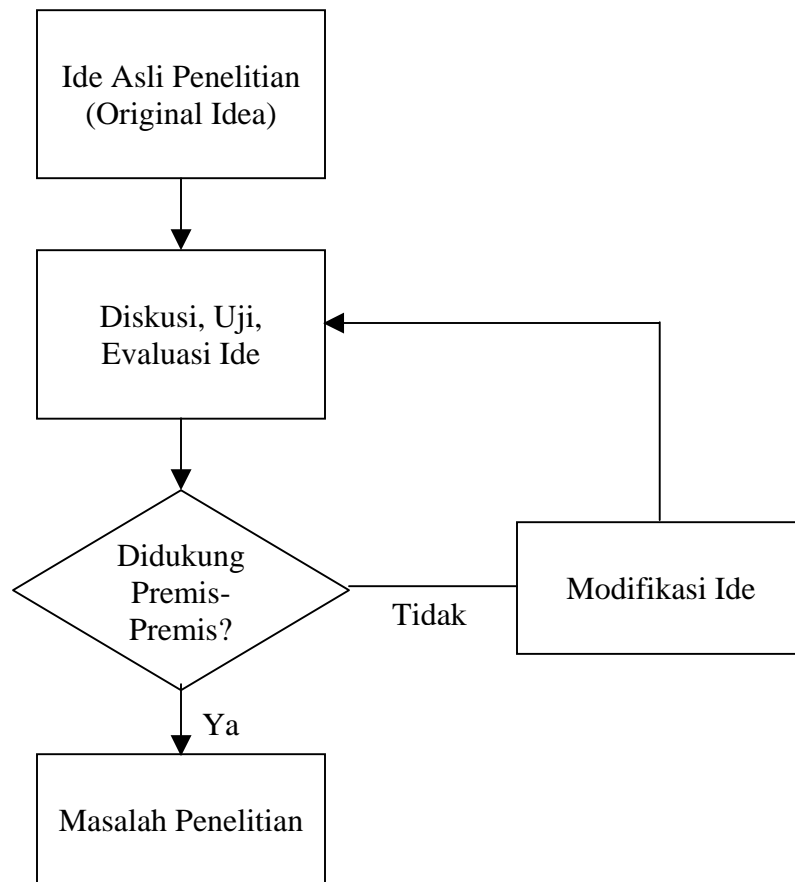 Ide Asli Penelitian
(Original Idea)
Diskusi, Uji,
Evaluasi Ide
Didukung
Premis-
Premis?
Tidak
Modifikasi Ide
Ya
Masalah Penelitian